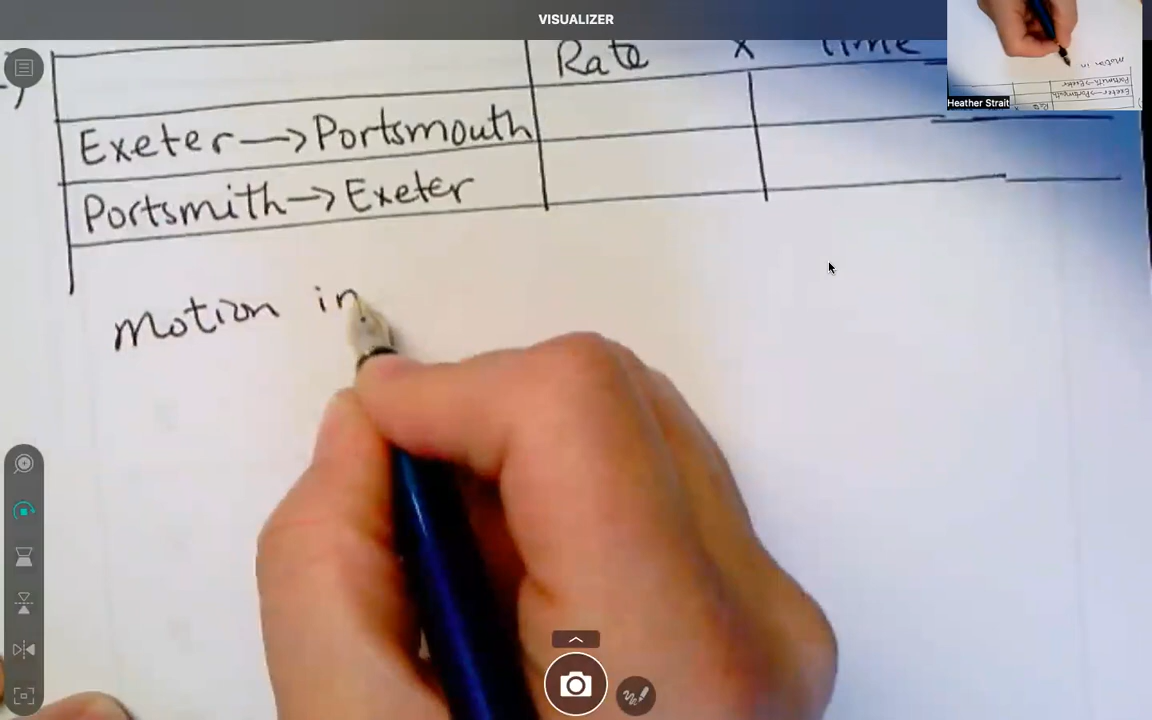 VISUALIZER
Rate x Time
Exeter → Portsmouth
Portsmith → Exeter
motion in
Heather Strait